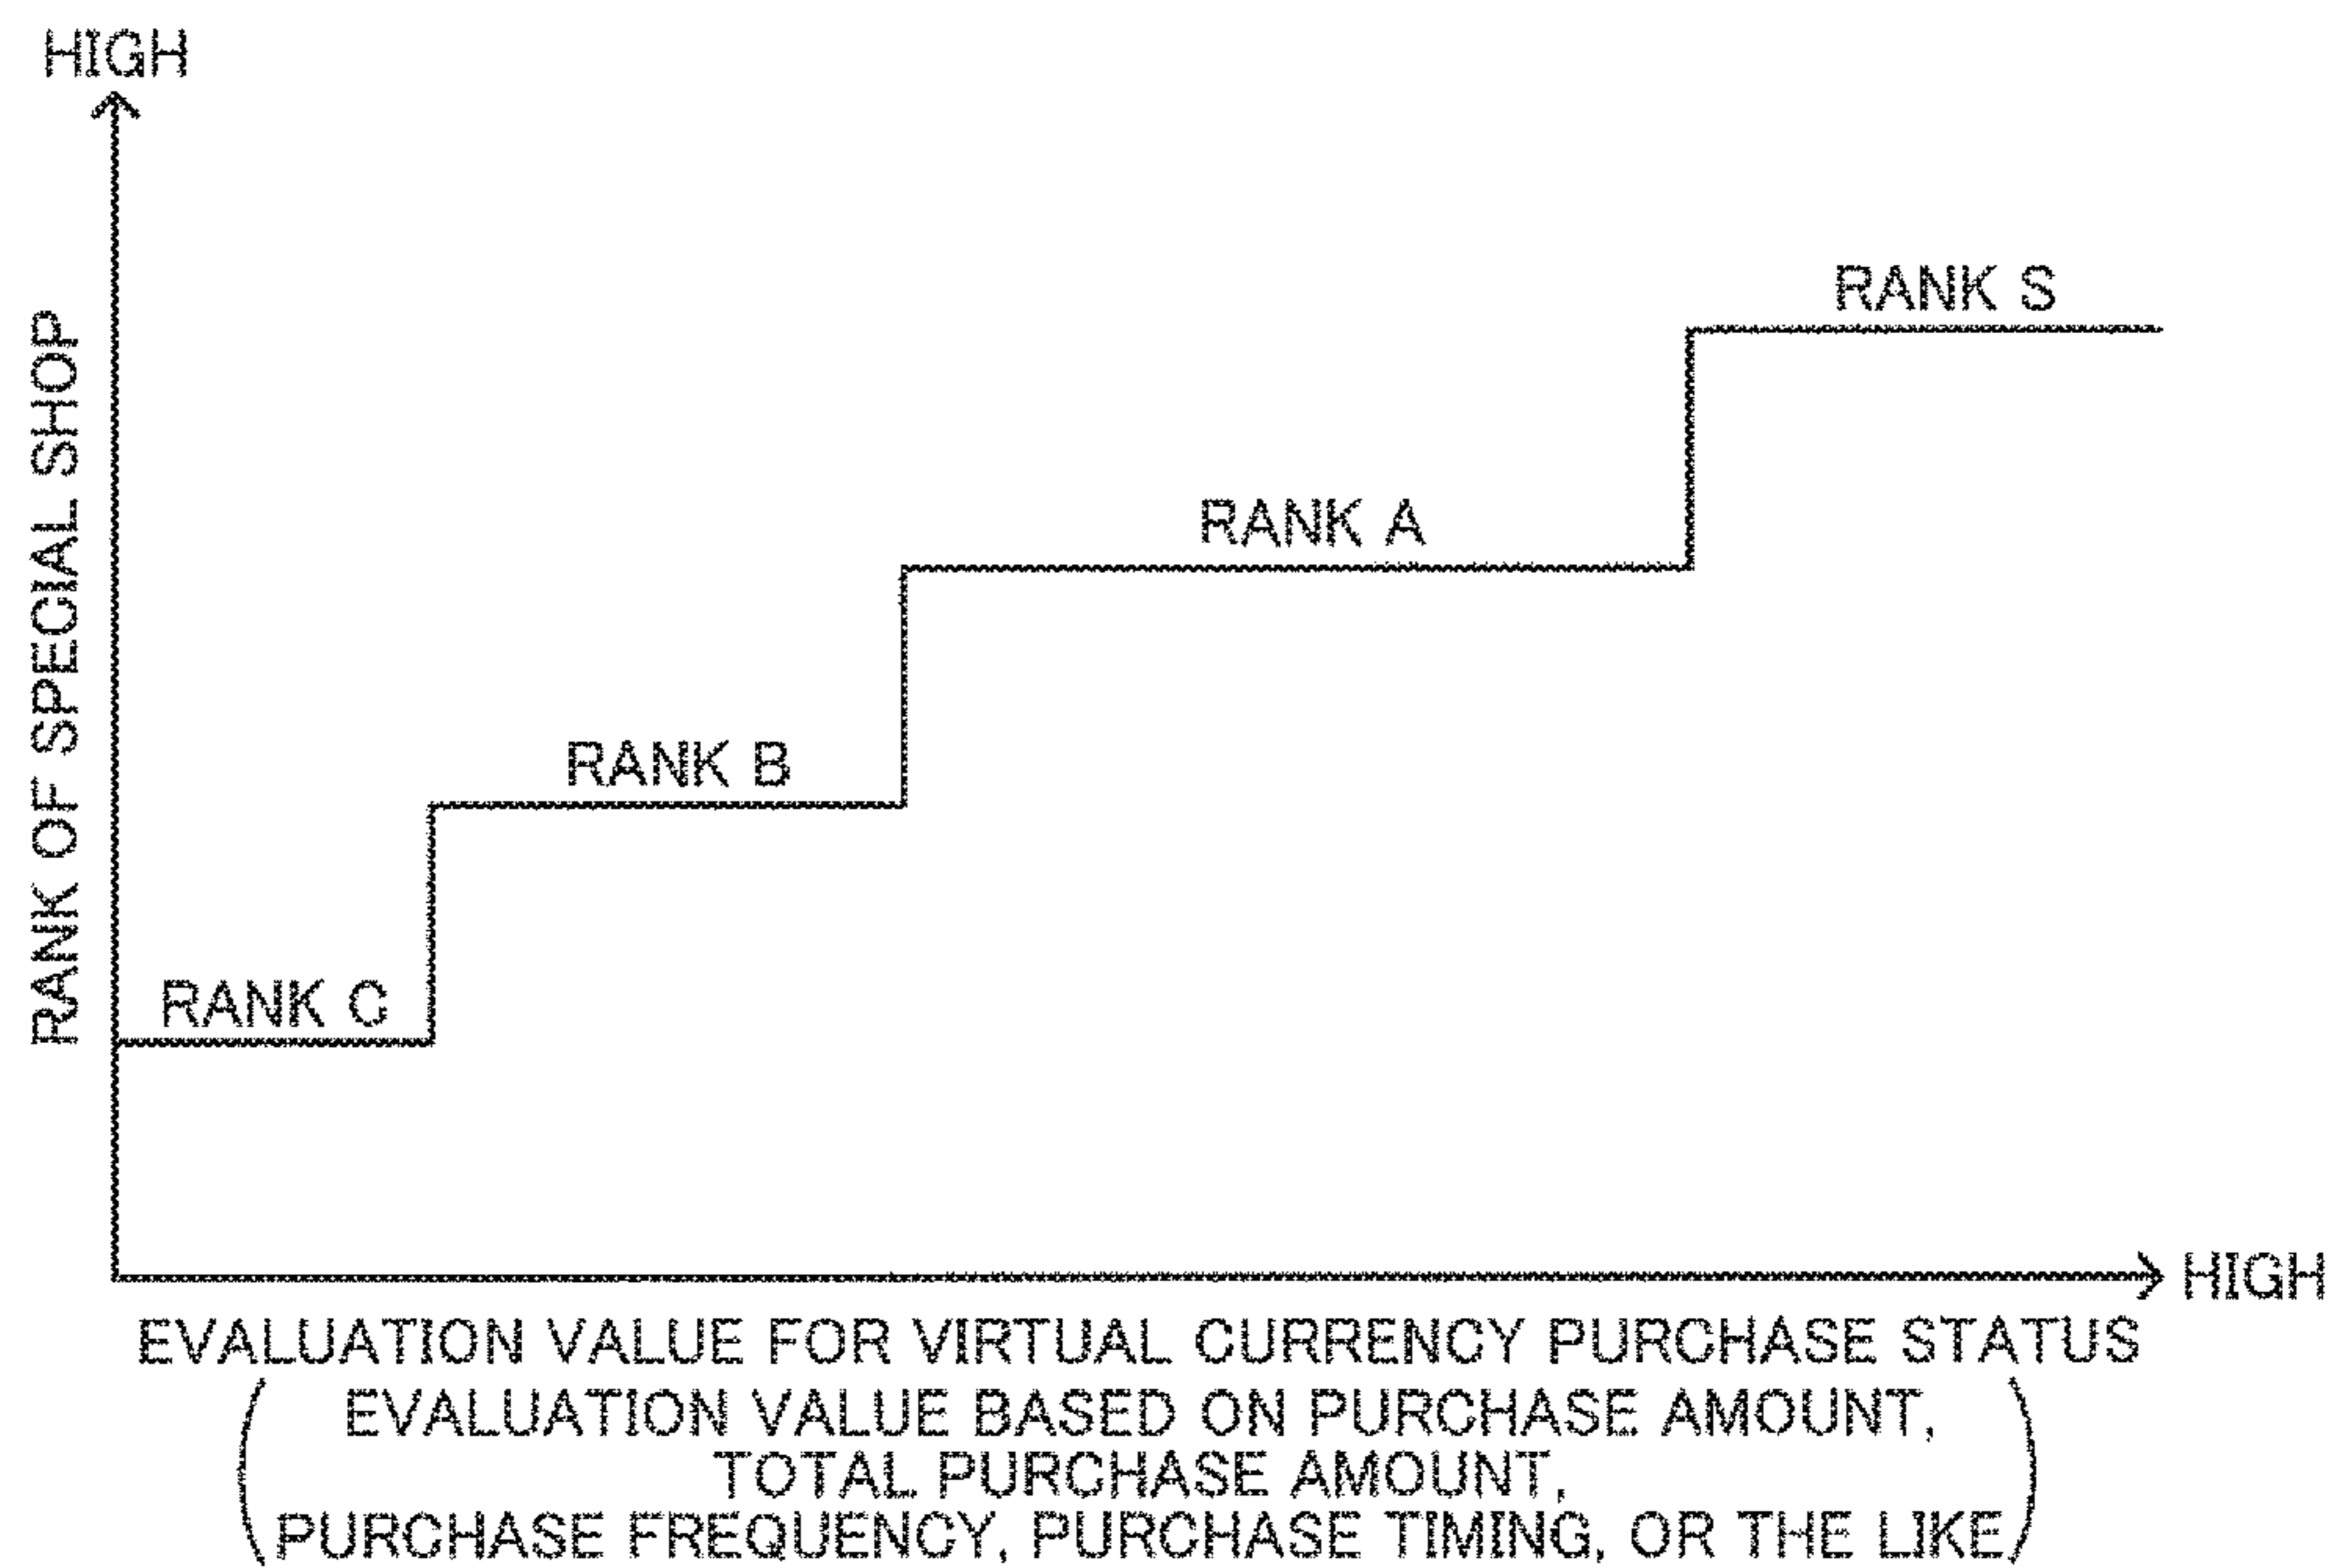 HIGH
RANK OF SPECIAL SHOP
RANK S
RANK A
RANK B
RANK C
HIGH
EVALUATION VALUE FOR VIRTUAL CURRENCY PURCHASE STATUS
(EVALUATION VALUE BASED ON PURCHASE AMOUNT,
TOTAL PURCHASE AMOUNT,
PURCHASE FREQUENCY, PURCHASE TIMING, OR THE LIKE)